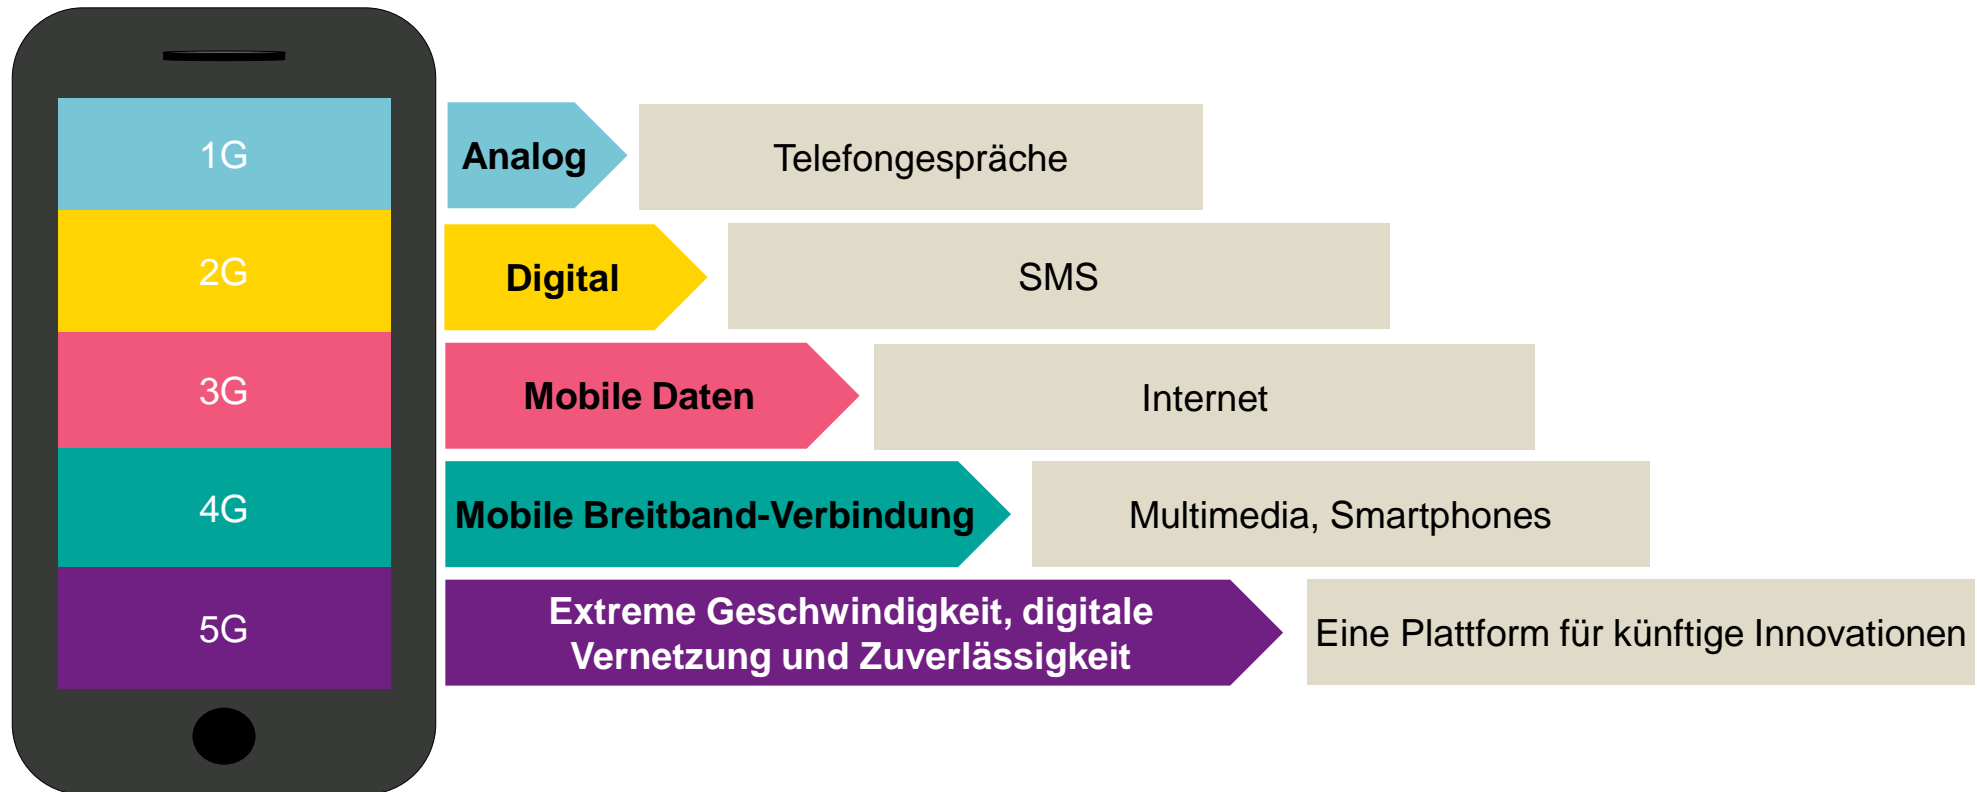 1G
Analog
Telefongespräche
2G
Digital
SMS
3G
Mobile Daten
Internet
4G
Mobile Breitband-Verbindung
Multimedia, Smartphones
5G
Extreme Geschwindigkeit, digitale
Vernetzung und Zuverlässigkeit
Eine Plattform für künftige Innovationen